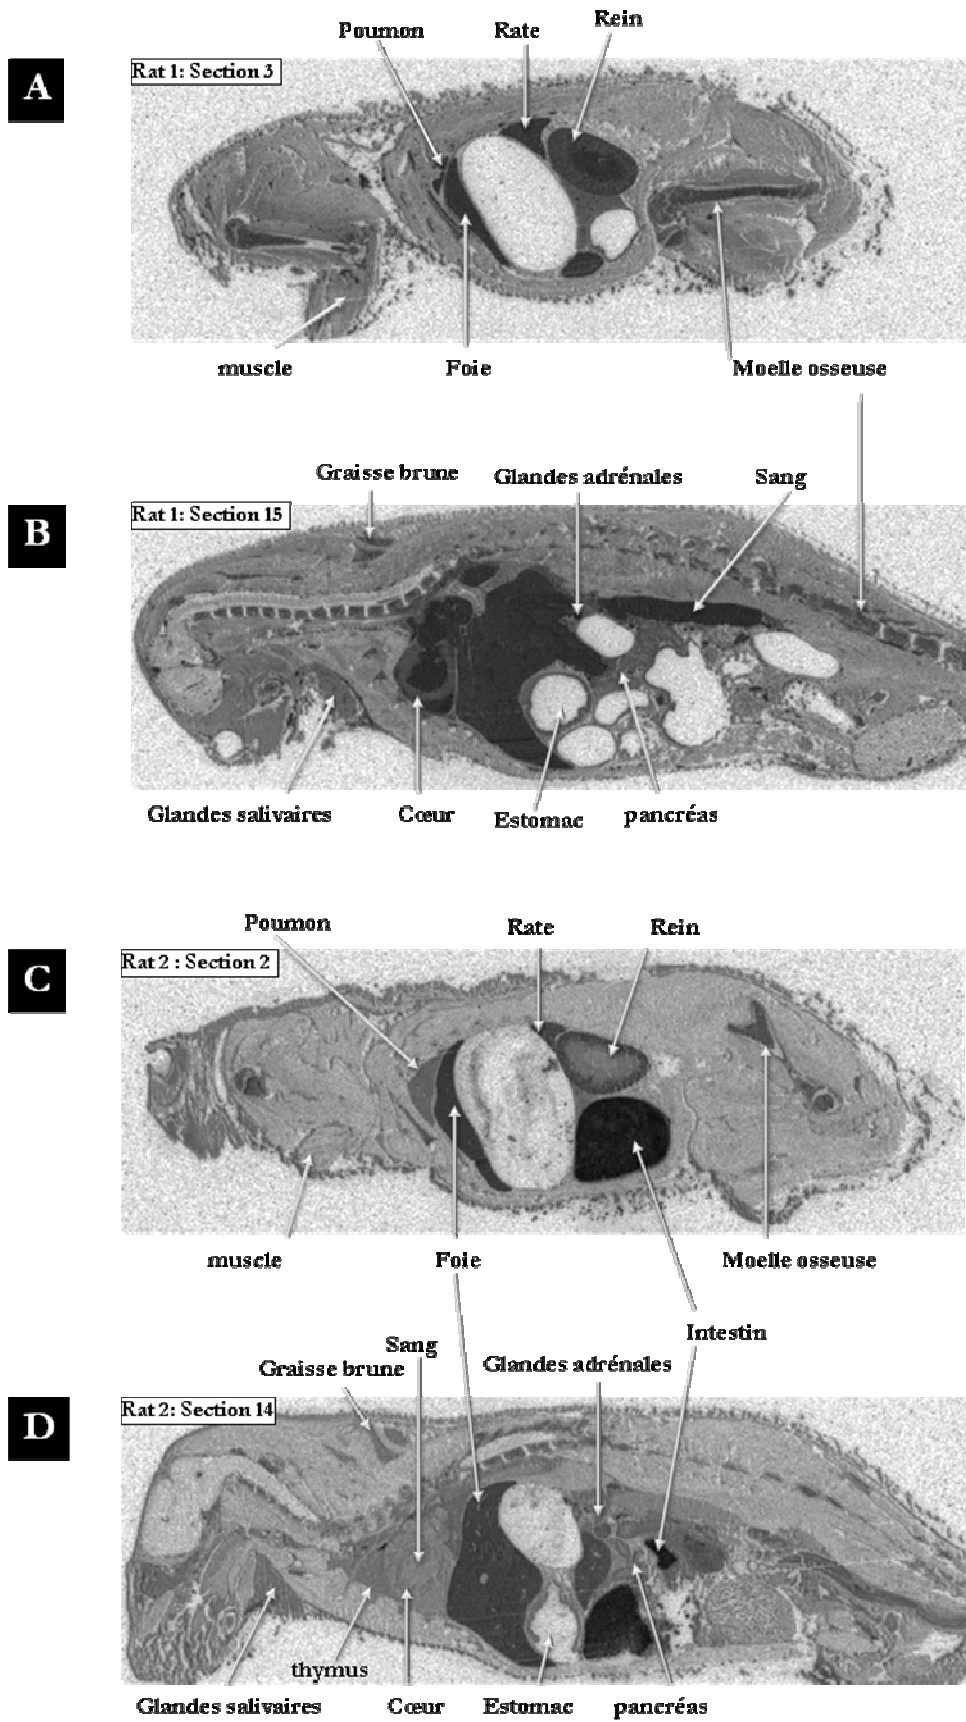 Poumon
Rate
Rein
A
Rat 1: Section 3
muscle
Foie
Moelle osseuse
Graisse brune
Glandes adrénales
Sang
B
Rat 1: Section 15
Glandes salivaires
Cœur
Estomac
pancréas
Poumon
Rate
Rein
C
Rat 2 : Section 2
muscle
Foie
Moelle osseuse
Intestin
Sang
Graisse brune
Glandes adrénales
D
Rat 2: Section 14
thymus
Glandes salivaires
Cœur
Estomac
pancréas